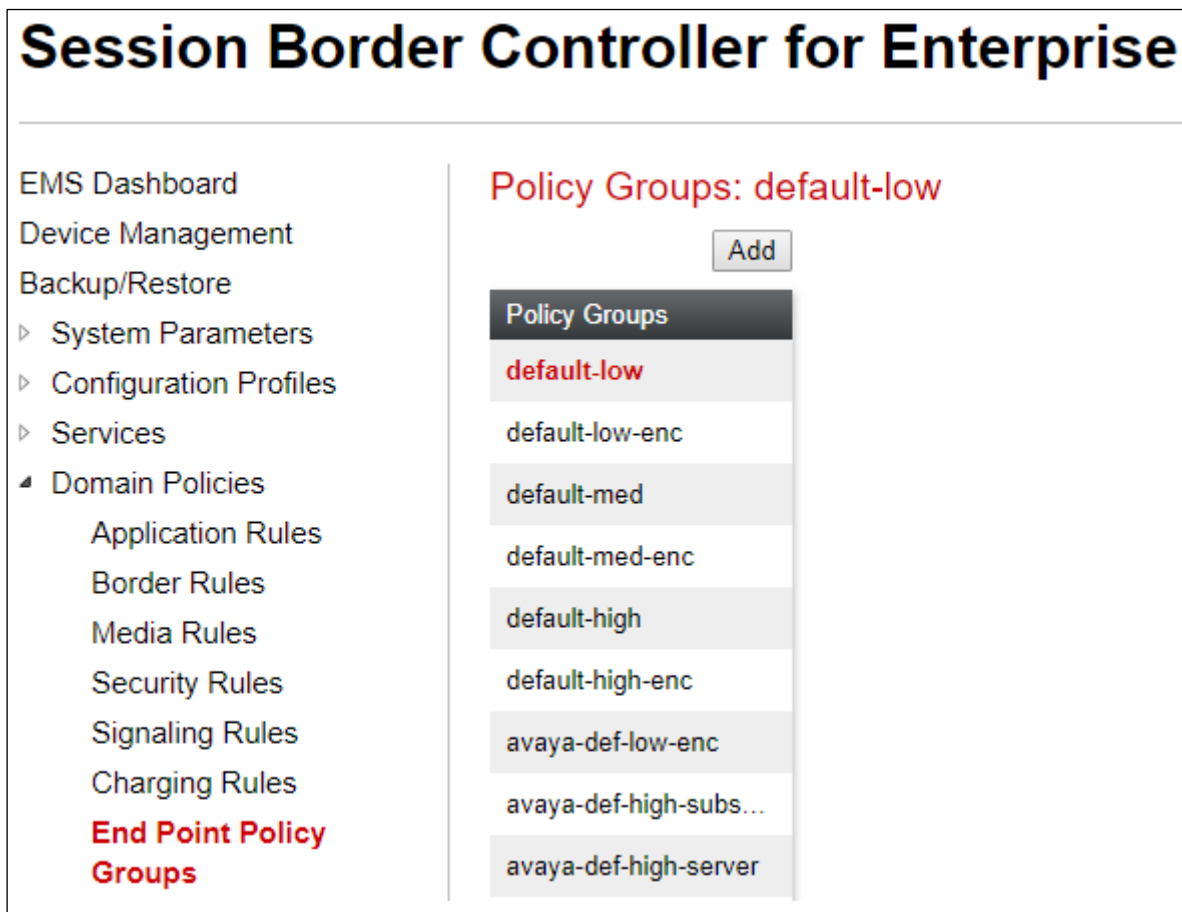 Session Border Controller for Enterprise
EMS Dashboard
Device Management
Backup/Restore
System Parameters
Configuration Profiles
Services
Domain Policies
Application Rules
Border Rules
Media Rules
Security Rules
Signaling Rules
Charging Rules
End Point Policy
Groups
Policy Groups: default-low
Add
Policy Groups
default-low
default-low-enc
default-med
default-med-enc
default-high
default-high-enc
avaya-def-low-enc
avaya-def-high-subs...
avaya-def-high-server